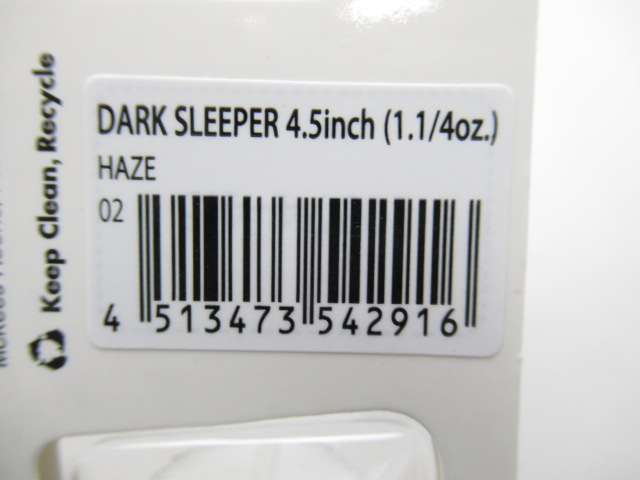 DARK SLEEPER 4.5inch (1.1/4oz.)
HAZE
02
4 513473 542916
Keep Clean, Recycle